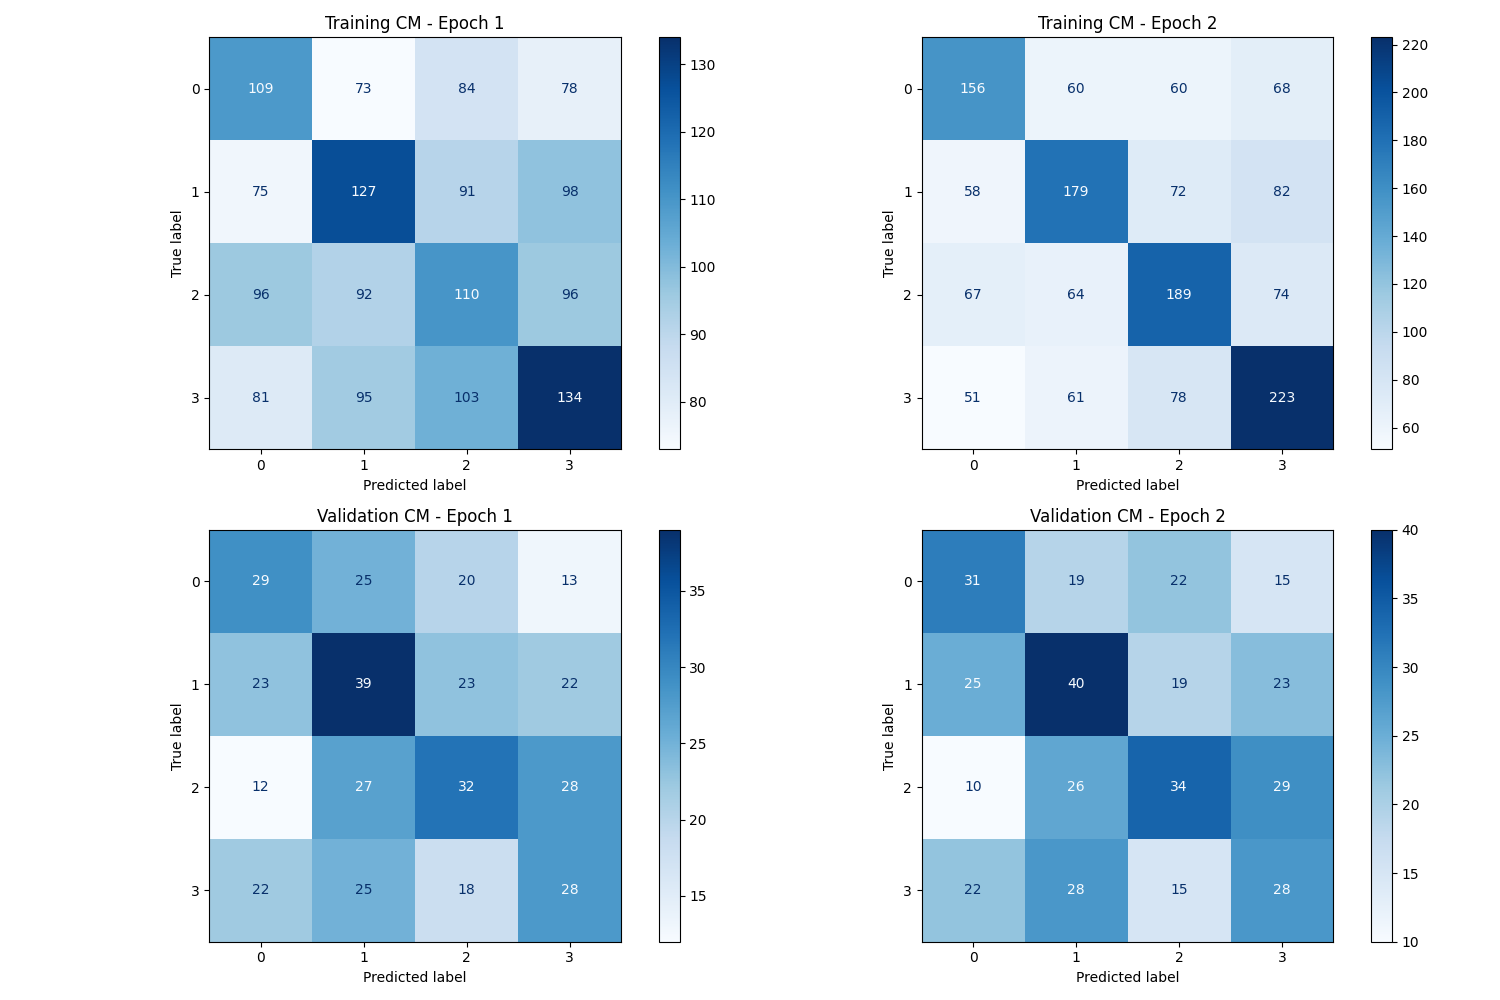 Training CM - Epoch 1
0 109 73 84 78
1 75 127 91 98
2 96 92 110 96
3 81 95 103 134
0 1 2 3
Predicted label
True label
130
120
110
100
90
80
Training CM - Epoch 2
0 156 60 60 68
1 58 179 72 82
2 67 64 189 74
3 51 61 78 223
0 1 2 3
Predicted label
True label
220
200
180
160
140
120
100
80
60
Validation CM - Epoch 1
0 29 25 20 13
1 23 39 23 22
2 12 27 32 28
3 22 25 18 28
0 1 2 3
Predicted label
True label
35
30
25
20
15
Validation CM - Epoch 2
0 31 19 22 15
1 25 40 19 23
2 10 26 34 29
3 22 28 15 28
0 1 2 3
Predicted label
True label
40
35
30
25
20
15
10